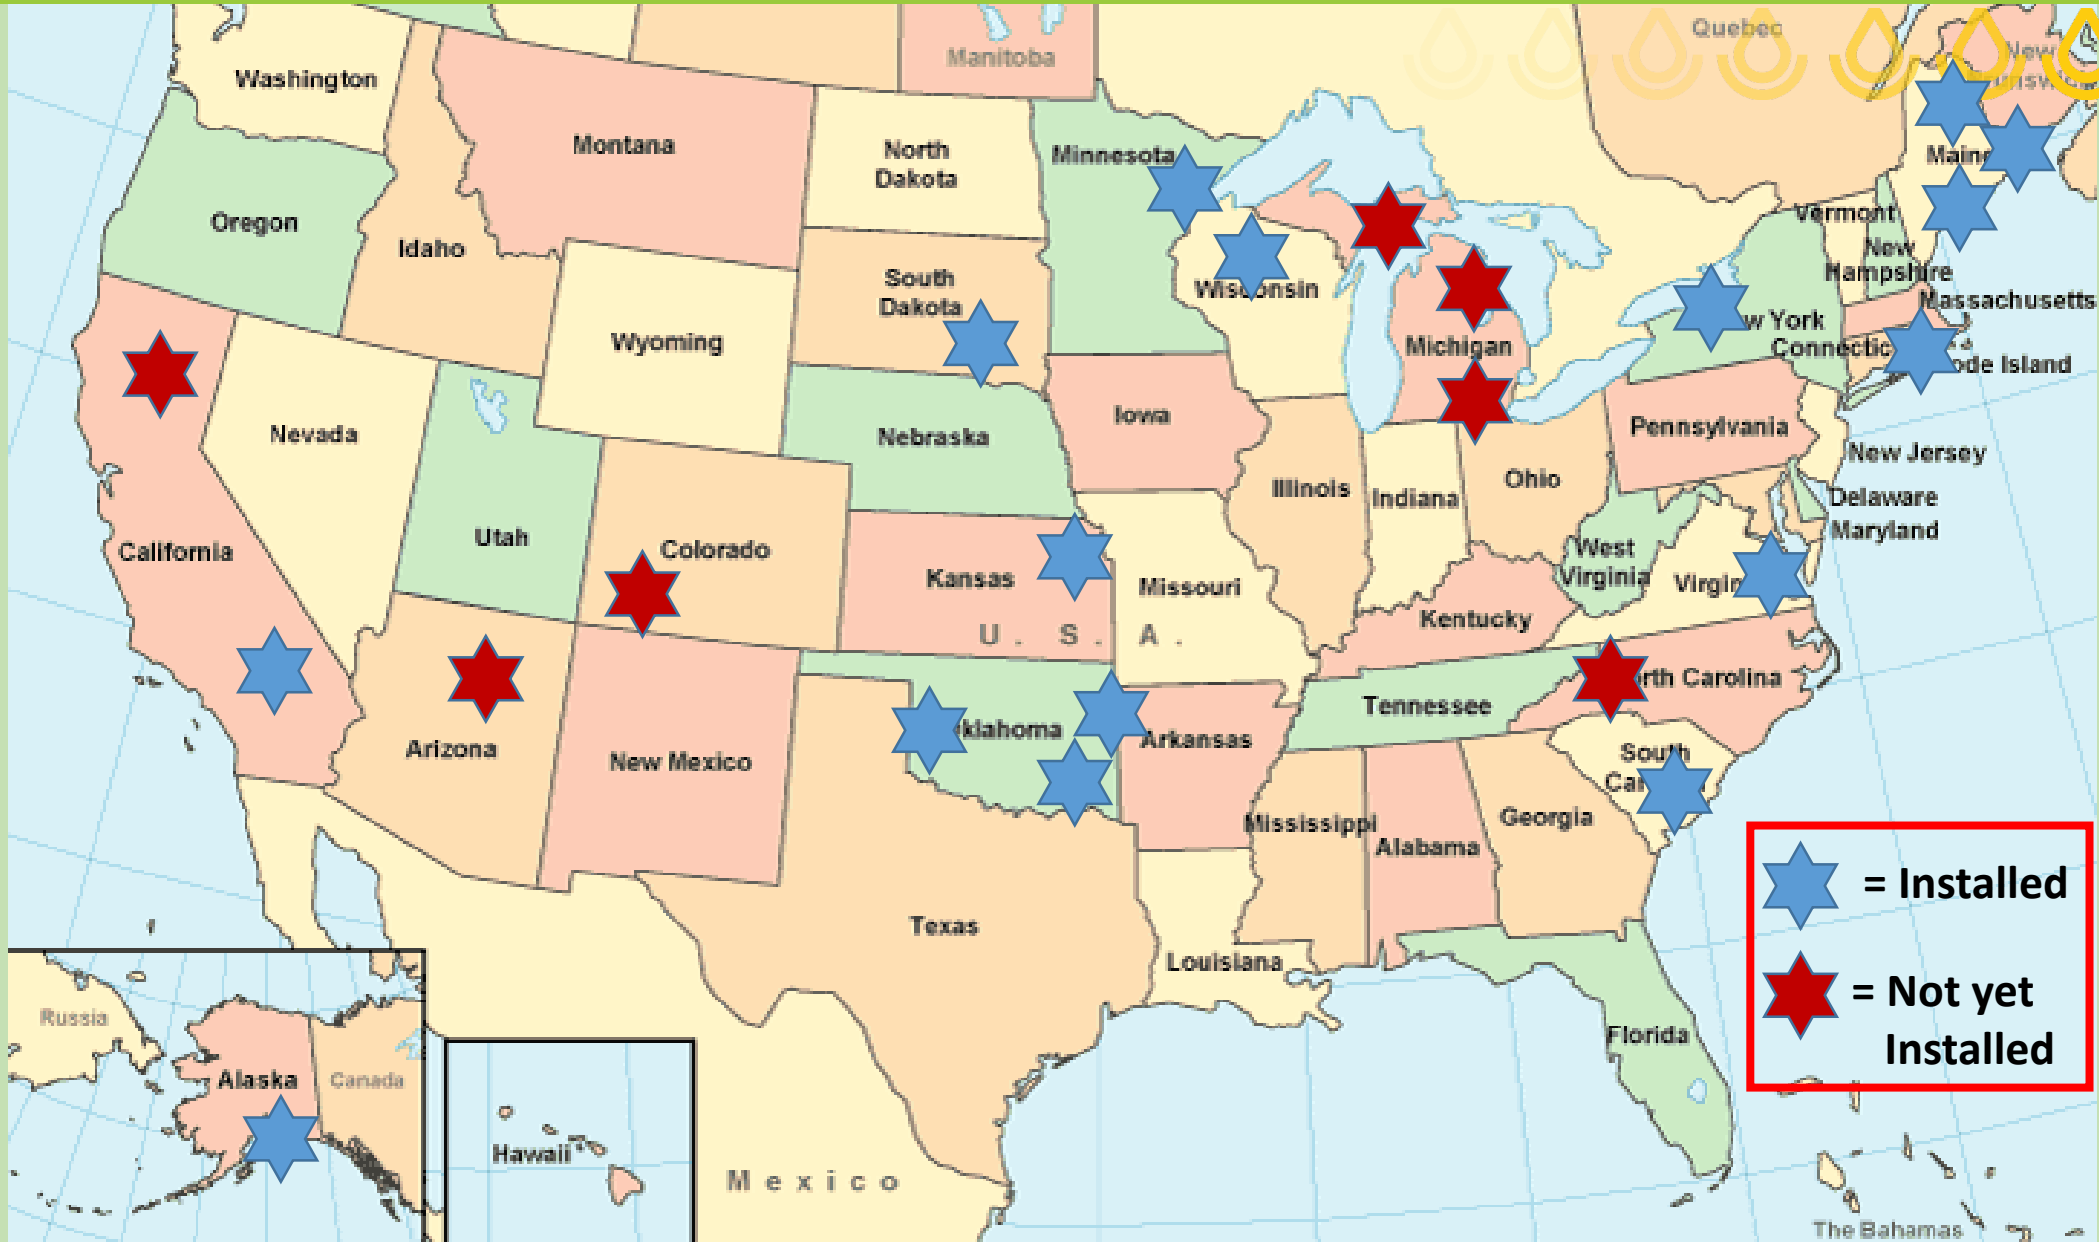 Quebec
New
Manitoba
Washington
Montana
North
Dakota
Minnesota
Maine
Oregon
Idaho
Vermont
New
Hampshire
South
Dakota
Wisconsin
Massachusetts
w York
Wyoming
Michigan
Connectic
ode Island
Iowa
Nevada
Nebraska
Pennsylvania
New Jersey
Illinois
Indiana
Ohio
Delaware
Maryland
California
Utah
Colorado
Kansas
Missouri
West
Virginia
Virgin
Kentucky
U. S. A.
Arizona
New Mexico
klahoma
Arkansas
Tennessee
rth Carolina
South
Car
Mississippi
Alabama
Georgia
= Installed
Texas
Louisiana
= Not yet
Installed
Florida
Russia
Alaska
Canada
Hawaii
Mexico
The Bahamas